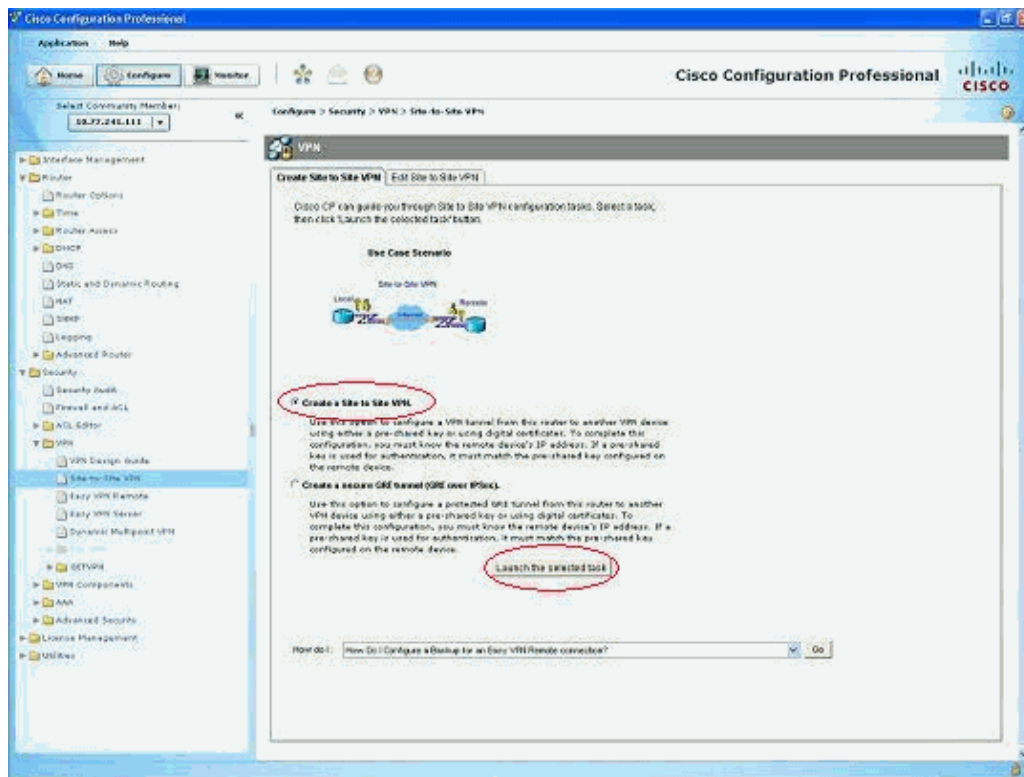 Cisco Configuration Professional
Application Help
Home Configure Monitor
Cisco Configuration Professional
CISCO
Select Community Member:
10.77.241.111
Configure > Security > VPN > Site-to-Site VPN
Interface Management
Router
Router Options
Time
Router Access
DHCP
DNS
Static and Dynamic Routing
NAT
SNMP
Logging
Advanced Router
Security
Security Audit
Firewall and ACL
ACL Editor
VPN
VPN Design Guide
Site-to-Site VPN
Easy VPN Remote
Easy VPN Server
Dynamic Multipoint VPN
GETVPN
VPN Components
AAA
Advanced Security
License Management
Utilities
VPN
Create Site to Site VPN Edit Site to Site VPN
Cisco CP can guide you through Site to Site VPN configuration tasks. Select a task,
then click 'Launch the selected task' button.
Use Case Scenario
Site-to-Site VPN
Local
Internet
Remote
Create a Site to Site VPN.
Use this option to configure a VPN tunnel from this router to another VPN device
using either a pre-shared key or using digital certificates. To complete this
configuration, you must know the remote device's IP address. If a pre-shared
key is used for authentication, it must match the pre-shared key configured on
the remote device.
Create a secure GRE tunnel (GRE over IPSec).
Use this option to configure a protected GRE tunnel from this router to another
VPN device using either a pre-shared key or using digital certificates. To
complete this configuration, you must know the remote device's IP address. If a
pre-shared key is used for authentication, it must match the pre-shared key
configured on the remote device.
Launch the selected task
How do I: How Do I Configure a Backup for an Easy VPN Remote connection? Go